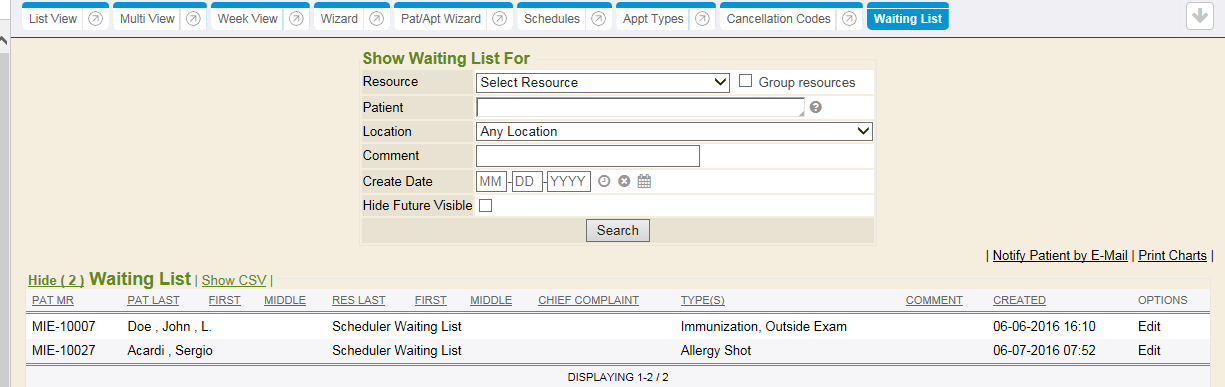 List View Multi View Week View Wizard Pat/Apt Wizard Schedules Appt Types Cancellation Codes Waiting List
Show Waiting List For
Resource Select Resource Group resources
Patient
Location Any Location
Comment
Create Date MM-DD-YYYY
Hide Future Visible
Search
| Notify Patient by E-Mail | Print Charts |
Hide ( 2 ) Waiting List | Show CSV |
PAT MR PAT LAST FIRST MIDDLE RES LAST FIRST MIDDLE CHIEF COMPLAINT TYPE(S) COMMENT CREATED OPTIONS
MIE-10007 Doe , John , L. Scheduler Waiting List Immunization, Outside Exam 06-06-2016 16:10 Edit
MIE-10027 Acardi , Sergio Scheduler Waiting List Allergy Shot 06-07-2016 07:52 Edit
DISPLAYING 1-2 / 2